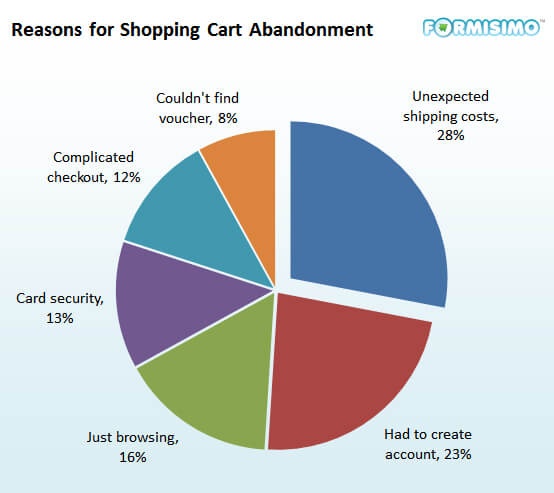 Reasons for Shopping Cart Abandonment
FORMISIMO™
Couldn't find
voucher, 8%
Unexpected
shipping costs,
28%
Complicated
checkout, 12%
Card security,
13%
Just browsing,
16%
Had to create
account, 23%